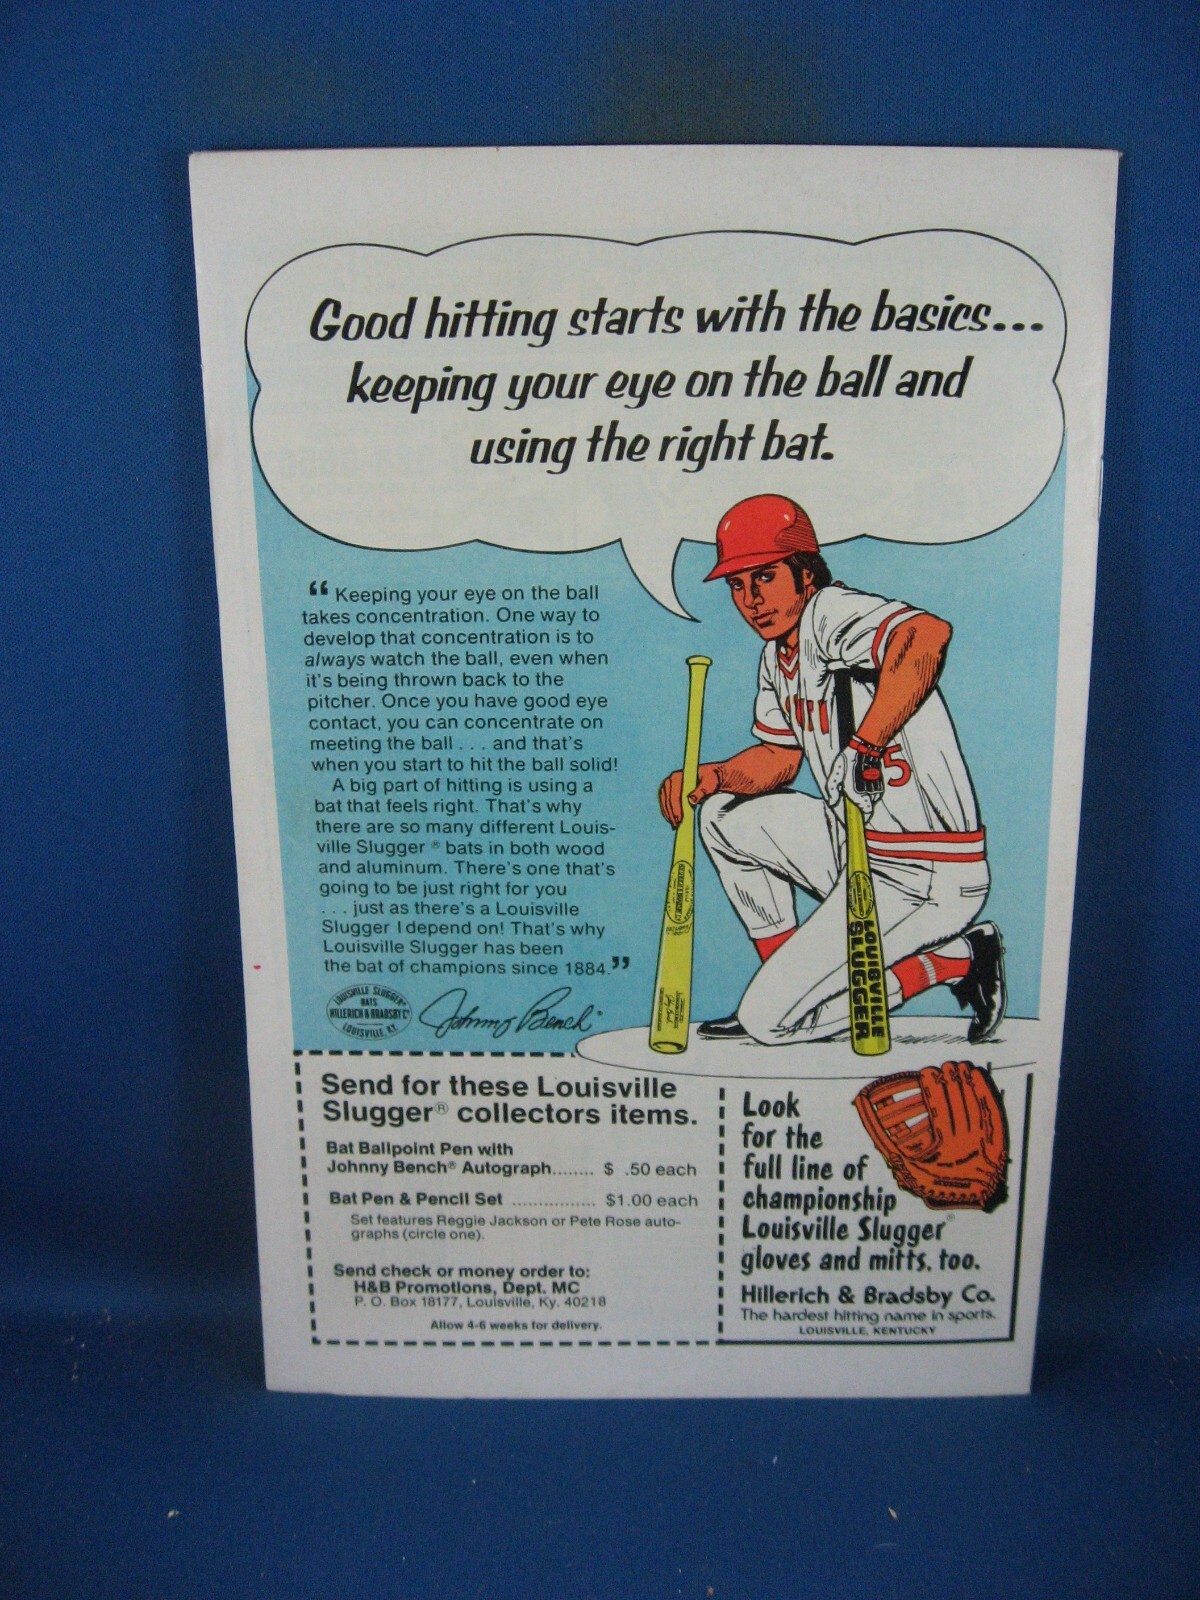 Good hitting starts with the basics...
keeping your eye on the ball and
using the right bat.
“ Keeping your eye on the ball
takes concentration. One way to
develop that concentration is to
always watch the ball, even when
it's being thrown back to the
pitcher. Once you have good eye
contact, you can concentrate on
meeting the ball . . . and that's
when you start to hit the ball solid!
A big part of hitting is using a
bat that feels right. That's why
there are so many different Louis-
ville Slugger ® bats in both wood
and aluminum. There's one that's
going to be just right for you
. . . just as there's a Louisville
Slugger I depend on! That's why
Louisville Slugger has been
the bat of champions since 1884.”
LOUISVILLE SLUGGER
BATS
HILLERICH & BRADSBY Co
LOUISVILLE, KY.
Johnny Bench
5
LOUISVILLE
SLUGGER
Send for these Louisville
Slugger® collectors items.
Bat Ballpoint Pen with
Johnny Bench® Autograph........ $ .50 each
Bat Pen & Pencil Set ................. $1.00 each
Set features Reggie Jackson or Pete Rose auto-
graphs (circle one).
Send check or money order to:
H&B Promotions, Dept. MC
P. O. Box 18177, Louisville, Ky. 40218
Allow 4-6 weeks for delivery.
Look
for the
full line of
championship
Louisville Slugger®
gloves and mitts, too.
Hillerich & Bradsby Co.
The hardest hitting name in sports.
LOUISVILLE, KENTUCKY